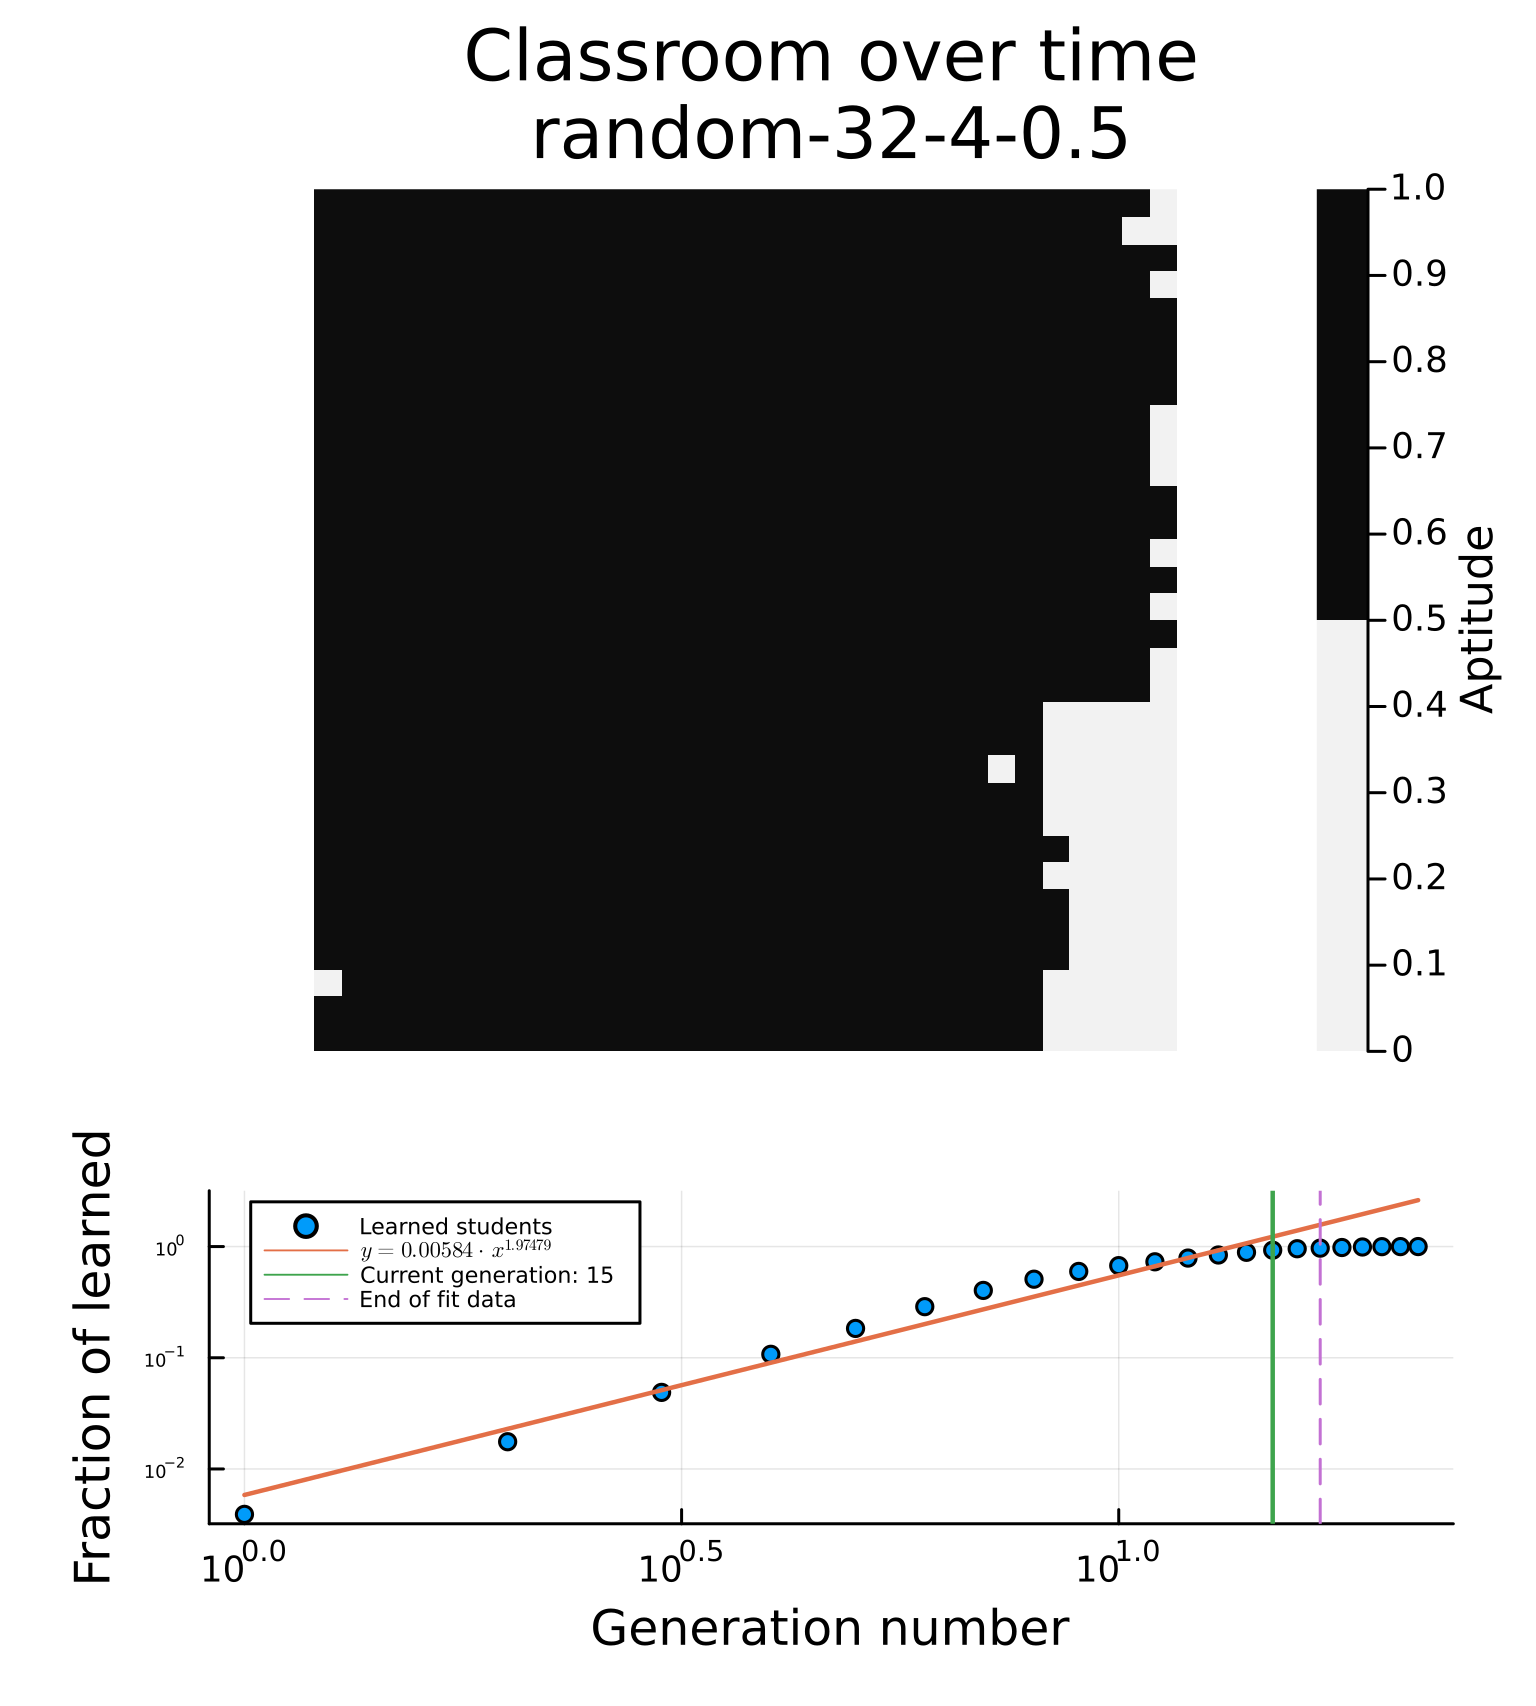 Classroom over time
random-32-4-0.5
1.0
0.9
0.8
0.7
0.6
0.5
0.4
0.3
0.2
0.1
0
Aptitude
Fraction of learned
10^0
10^−1
10^−2
Learned students
y = 0.00584 · x^1.97479
Current generation: 15
End of fit data
10^0.0
10^0.5
10^1.0
Generation number